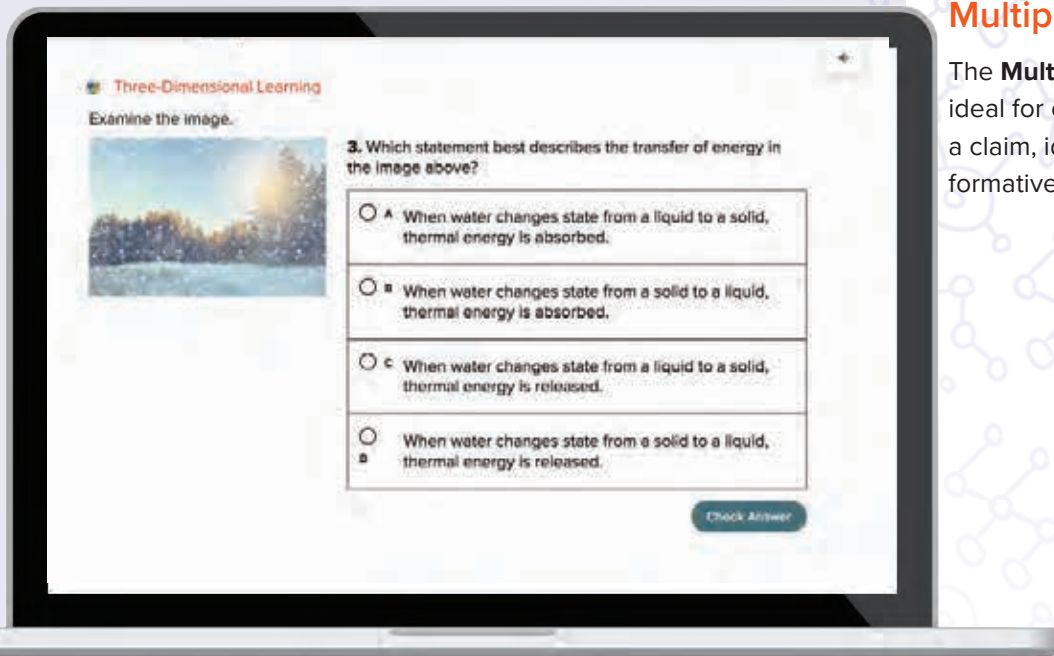 Three-Dimensional Learning
Examine the image.
3. Which statement best describes the transfer of energy in
the image above?
A When water changes state from a liquid to a solid,
thermal energy is absorbed.
B When water changes state from a solid to a liquid,
thermal energy is absorbed.
C When water changes state from a liquid to a solid,
thermal energy is released.
D When water changes state from a solid to a liquid,
thermal energy is released.
Check Answer
Multip
The Mult
ideal for
a claim, i
formative